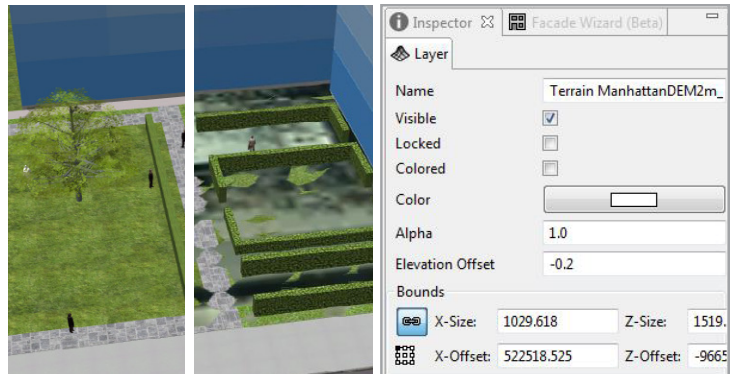 Inspector Facade Wizard (Beta)
Layer
Name Terrain ManhattanDEM2m_
Visible
Locked
Colored
Color
Alpha 1.0
Elevation Offset -0.2
Bounds
X-Size: 1029.618 Z-Size: 1519.
X-Offset: 522518.525 Z-Offset: -9665